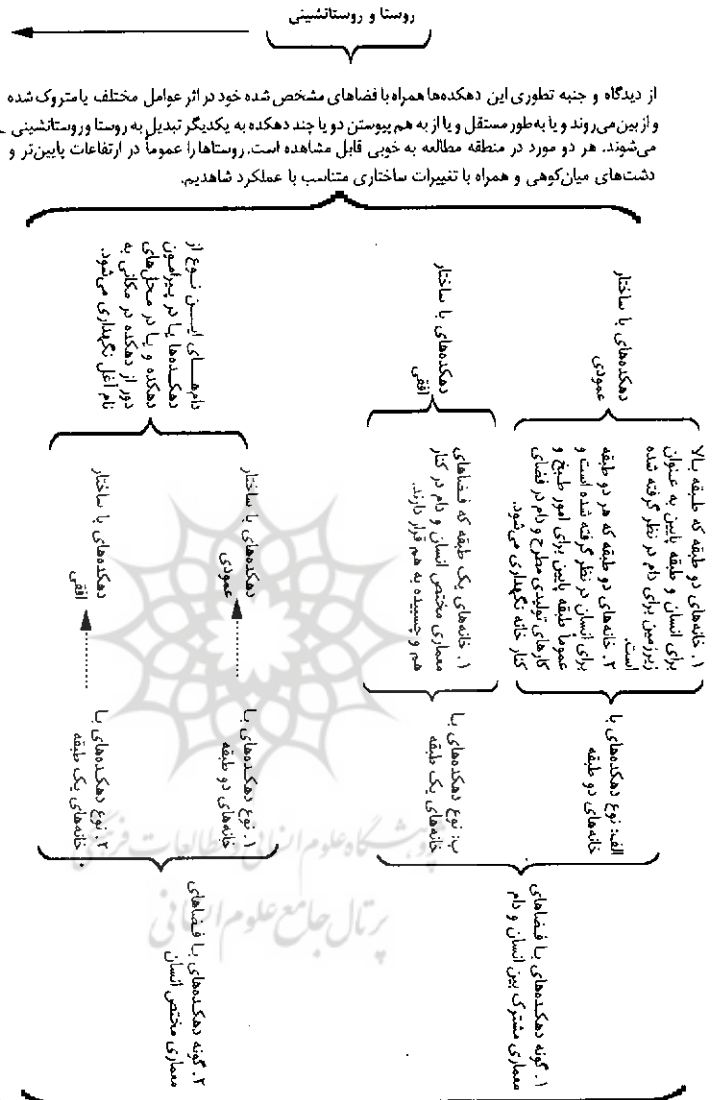 روستا و روستانشینی
از دیدگاه و جنبه تطوری این دهکده‌ها همراه با فضاهای مشخص شده خود در اثر عوامل مختلف یا متروک شده
و از بین می‌روند و یا به‌طور مستقل و یا از به هم پیوستن دو یا چند دهکده به یکدیگر تبدیل به روستا و روستانشینی
می‌شوند. هر دو مورد در منطقه مطالعه به خوبی قابل مشاهده است. روستاها را عموماً در ارتفاعات پایین‌تر و
دشت‌های میان‌کوهی و همراه با تغییرات ساختاری متناسب با عملکرد شاهدیم.
دهکده‌های با ساختار
عمودی
دهکده‌های با ساختار
افقی
دام‌های این نوع از
دهکده‌ها یا در پیرامون
دهکده و یا در محل‌های
دور از دهکده در مکانی به
نام آغل نگهداری می‌شود.
۱. خانه‌های دو طبقه که طبقه بالا
برای انسان و طبقه پایین به عنوان
زیرزمین برای دام در نظر گرفته شده
است.
۲. خانه‌های دو طبقه که هر دو طبقه
برای انسان در نظر گرفته شده است و
عموماً طبقه پایین برای امور طبخ و
کارهای تولیدی مطرح و دام در فضای
کنار خانه نگهداری می‌شود.
۱. خانه‌های یک طبقه که فضاهای
معماری مختص انسان و دام در کنار
هم و چسبیده به هم قرار دارند.
دهکده‌های با ساختار
عمودی
دهکده‌های با ساختار
افقی
الف: نوع دهکده‌های با
خانه‌های دو طبقه
ب: نوع دهکده‌های با
خانه‌های یک طبقه
۱. نوع دهکده‌های با
خانه‌های دو طبقه
۲. نوع دهکده‌های با
خانه‌های یک طبقه
۱. گونه دهکده‌های با فضاهای
معماری مشترک بین انسان و دام
۲. گونه دهکده‌های با فضاهای
معماری مختص انسان
پژوهشگاه علوم انسانی و مطالعات فرهنگی
پرتال جامع علوم انسانی